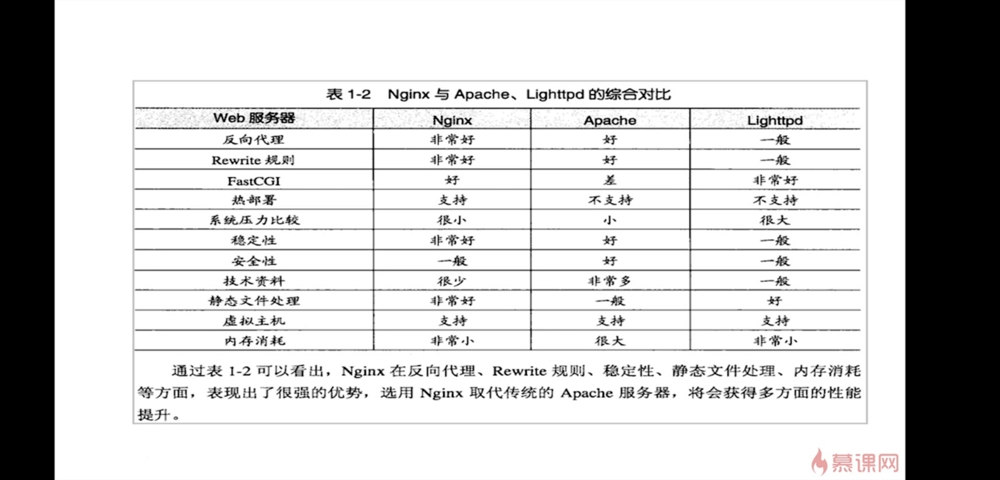 表 1-2 Nginx 与 Apache、Lighttpd 的综合对比
Web 服务器 Nginx Apache Lighttpd
反向代理 非常好 好 一般
Rewrite 规则 非常好 好 一般
FastCGI 好 差 非常好
热部署 支持 不支持 不支持
系统压力比较 很小 小 很大
稳定性 非常好 好 一般
安全性 一般 好 一般
技术资料 很少 非常多 一般
静态文件处理 非常好 一般 好
虚拟主机 支持 支持 支持
内存消耗 非常小 很大 非常小
通过表 1-2 可以看出，Nginx 在反向代理、Rewrite 规则、稳定性、静态文件处理、内存消耗
等方面，表现出了很强的优势，选用 Nginx 取代传统的 Apache 服务器，将会获得多方面的性能
提升。
慕课网